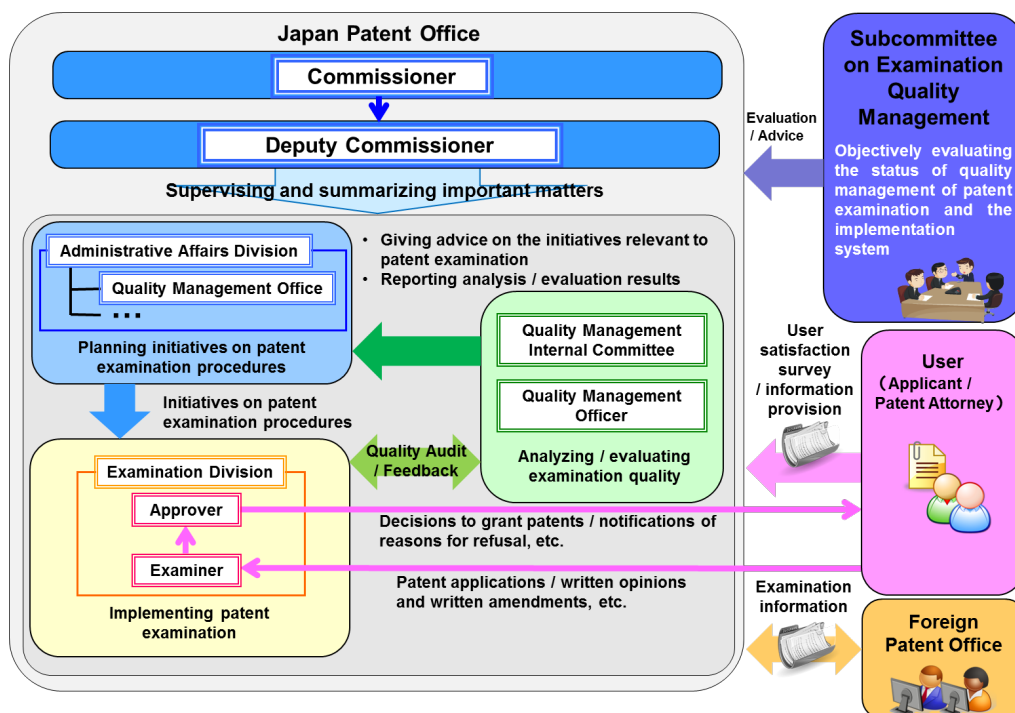 Japan Patent Office
Commissioner
Deputy Commissioner
Supervising and summarizing important matters
Evaluation
/ Advice
Subcommittee
on Examination
Quality
Management
Objectively evaluating
the status of quality
management of patent
examination and the
implementation
system
Administrative Affairs Division
Quality Management Office
...
Planning initiatives on patent
examination procedures
• Giving advice on the initiatives relevant to
patent examination
• Reporting analysis / evaluation results
Quality Management
Internal Committee
Quality Management
Officer
Analyzing / evaluating
examination quality
Initiatives on patent
examination procedures
Quality Audit
/ Feedback
User
satisfaction
survey
/ information
provision
User
(Applicant /
Patent Attorney)
Examination Division
Approver
Examiner
Implementing patent
examination
Decisions to grant patents / notifications of
reasons for refusal, etc.
Patent applications / written opinions
and written amendments, etc.
Examination
information
Foreign
Patent Office